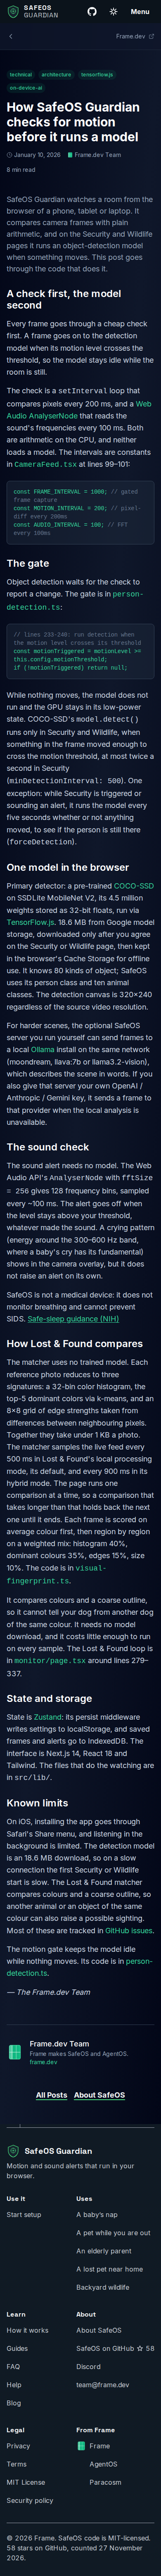 SAFEOS
GUARDIAN
Menu
Frame.dev
technical
architecture
tensorflow.js
on-device-ai
How SafeOS Guardian
checks for motion
before it runs a model
January 10, 2026
Frame.dev Team
8 min read
SafeOS Guardian watches a room from the
browser of a phone, tablet or laptop. It
compares camera frames with plain
arithmetic, and on the Security and Wildlife
pages it runs an object-detection model
when something moves. This post goes
through the code that does it.
A check first, the model
second
Every frame goes through a cheap check
first. A frame goes on to the detection
model when its motion level crosses the
threshold, so the model stays idle while the
room is still.
The check is a setInterval loop that
compares pixels every 200 ms, and a Web
Audio AnalyserNode that reads the
sound's frequencies every 100 ms. Both
are arithmetic on the CPU, and neither
loads a model. The intervals are constants
in CameraFeed.tsx at lines 99–101:
const FRAME_INTERVAL = 1000; // gated
frame capture
const MOTION_INTERVAL = 200; // pixel-
diff every 200ms
const AUDIO_INTERVAL = 100; // FFT
every 100ms
The gate
Object detection waits for the check to
report a change. The gate is in person-
detection.ts:
// lines 233-240: run detection when
the motion level crosses its threshold
const motionTriggered = motionLevel >=
this.config.motionThreshold;
if (!motionTriggered) return null;
While nothing moves, the model does not
run and the GPU stays in its low-power
state. COCO-SSD's model.detect()
runs only in Security and Wildlife, when
something in the frame moved enough to
cross the motion threshold, at most twice a
second in Security
(minDetectionInterval: 500). The one
exception: while Security is triggered or
suspicious, it also runs every five seconds
after a sighting even if nothing else
moved, to see if the person is still there
(forceDetection).
One model in the browser
Primary detector: a pre-trained COCO-SSD
on SSDLite MobileNet V2, its 4.5 million
weights stored as 32-bit floats, run via
TensorFlow.js. 18.6 MB from Google model
storage, downloaded only after you press
on the Security or Wildlife page, then kept
in the browser's Cache Storage for offline
use. It knows 80 kinds of object; SafeOS
uses its person class and ten animal
classes. The detection canvas is 320×240
regardless of the source video resolution.
For harder scenes, the optional SafeOS
server you run yourself can send frames to
a local Ollama install on the same network
(moondream, llava:7b or llama3.2-vision),
which describes the scene in words. If you
also give that server your own OpenAI /
Anthropic / Gemini key, it sends a frame to
that provider when the local analysis is
unavailable.
The sound check
The sound alert needs no model. The Web
Audio API's AnalyserNode with fftSize
= 256 gives 128 frequency bins, sampled
every ~100 ms. The alert goes off when
the level stays above your threshold,
whatever made the sound. A crying pattern
(energy around the 300–600 Hz band,
where a baby's cry has its fundamental)
shows in the camera overlay and does
not raise an alert on its own.
SafeOS is not a medical device: it does not
monitor breathing and cannot prevent
SIDS. Safe-sleep guidance (NIH)
How Lost & Found compares
The matcher uses no trained model. Each
reference photo reduces to three
signatures: a 32-bin color histogram, the
top-5 dominant colors via k-means, and an
8×8 edge grid of strengths taken from the
differences between neighbouring pixels.
Together they take under 1 KB a photo. The
matcher samples the live video every
500 ms in Lost & Found's local processing
mode, its default, and every 900 ms in its
hybrid mode. The page runs one
comparison at a time, so a comparison that
takes longer than that holds back the next
one until it ends. Each frame is scored on
average colour first, then region by region
on a weighted mix: histogram 40%,
dominant colours 35%, edges 15%, size
10%. The code is in visual-
fingerprint.ts.
It compares colours and a coarse outline,
so it cannot tell your dog from another dog
of the same colour. It needs no model
download, and it costs little enough to run
on every sample. The Lost & Found loop is
in monitor/page.tsx around lines 279–
337.
State and storage
State is Zustand: its persist middleware
writes settings to localStorage, and saved
frames and alerts go to IndexedDB. The
interface is Next.js 14, React 18 and
Tailwind. The files that do the watching are
in src/lib/.
Known limits
On iOS, installing the app goes through
Safari's Share menu, and listening in the
background is limited. The detection model
is an 18.6 MB download, so on a slow
connection the first Security or Wildlife
start is slow. The Lost & Found matcher
compares colours and a coarse outline, so
another animal or an object of the same
colour can also raise a possible sighting.
Most of these are tracked in GitHub issues.
The motion gate keeps the model idle
while nothing moves. Its code is in person-
detection.ts.
— The Frame.dev Team
Frame.dev Team
Frame makes SafeOS and AgentOS.
frame.dev
All Posts
About SafeOS
SafeOS Guardian
Motion and sound alerts that run in your
browser.
Use it
Start setup
Uses
A baby's nap
A pet while you are out
An elderly parent
A lost pet near home
Backyard wildlife
Learn
How it works
Guides
FAQ
Help
Blog
About
About SafeOS
SafeOS on GitHub ☆ 58
Discord
team@frame.dev
Legal
Privacy
Terms
MIT License
Security policy
From Frame
Frame
AgentOS
Paracosm
© 2026 Frame. SafeOS code is MIT-licensed.
58 stars on GitHub, counted 27 November
2026.